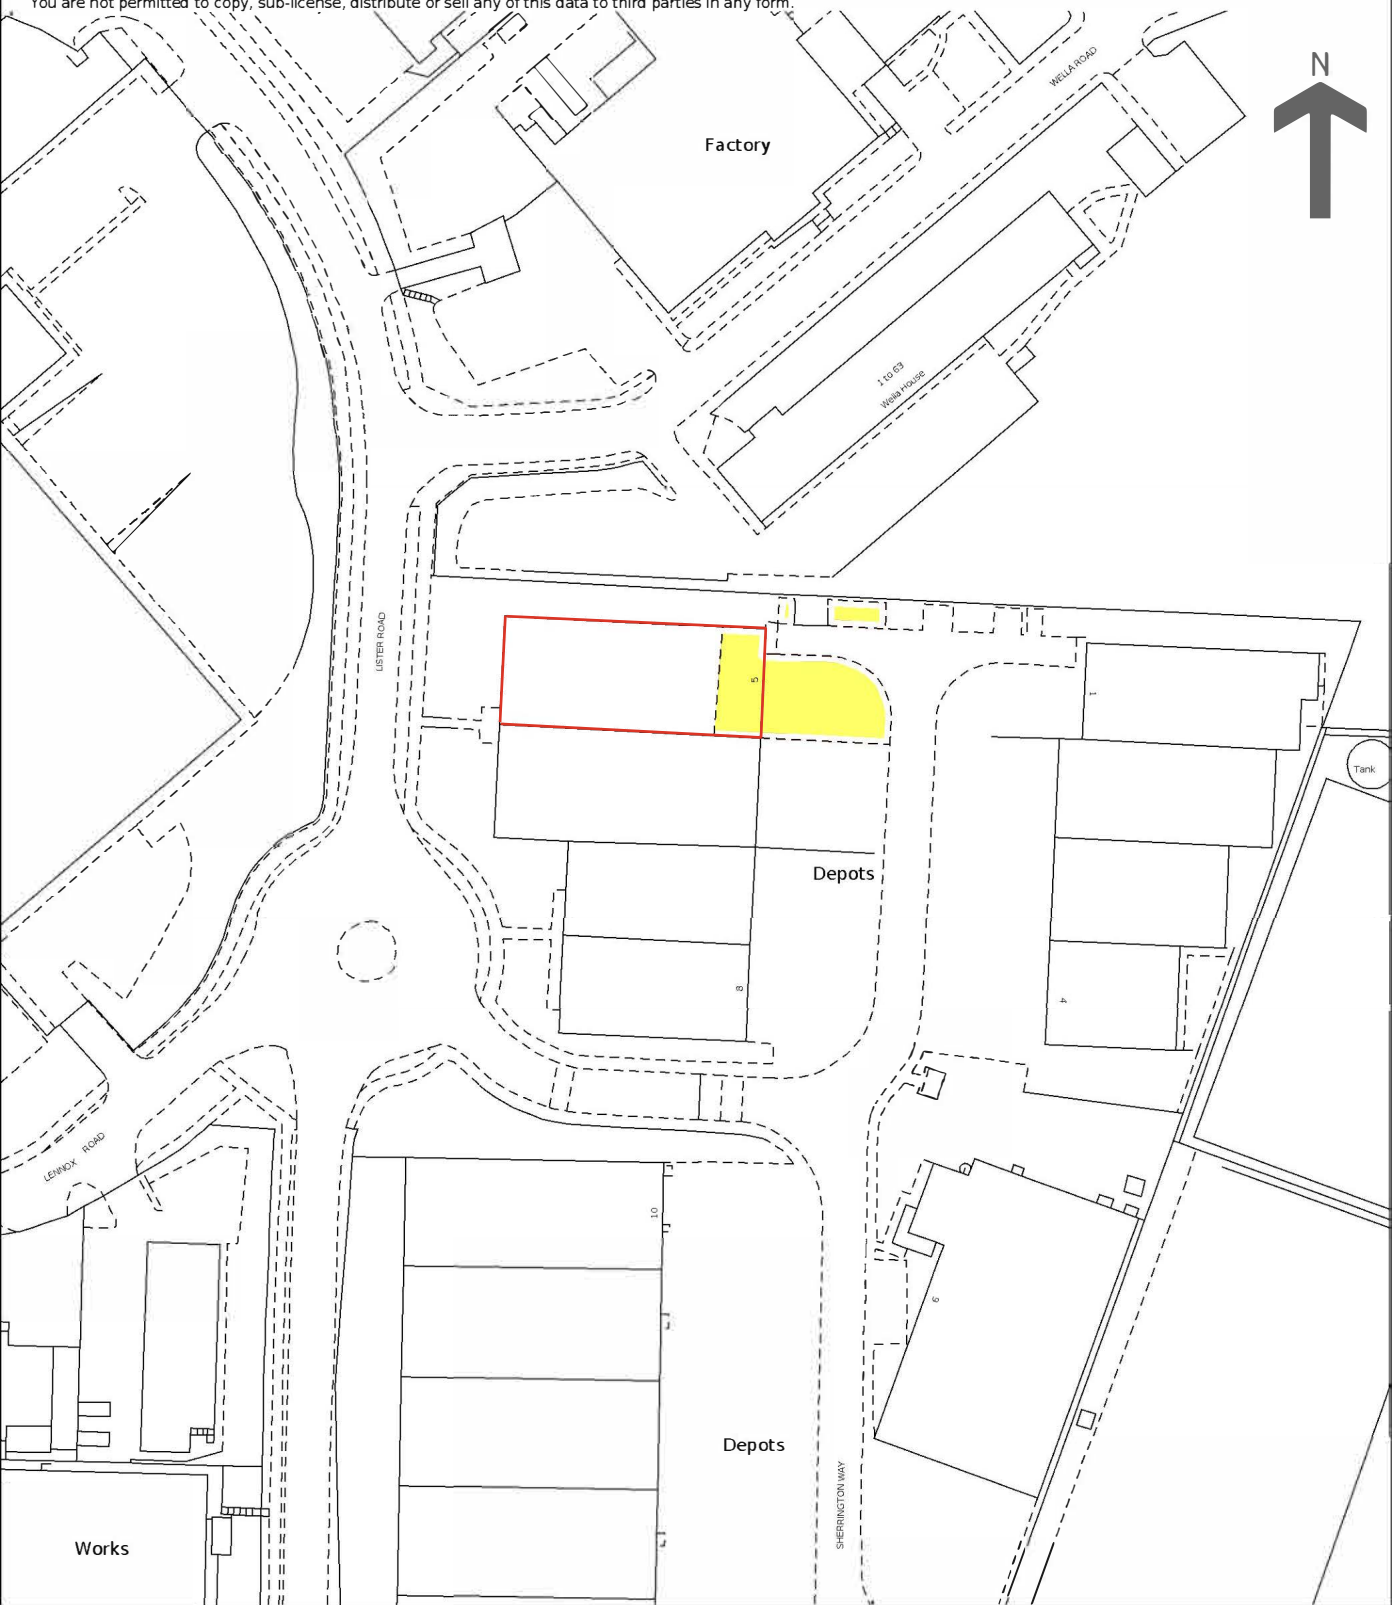 You are not permitted to copy, sub-license, distribute or sell any of this data to third parties in any form.
N
WELLA ROAD
Factory
1 to 63
Wella House
LISTER ROAD
5
1
Tank
Depots
8
4
LENNOX ROAD
10
9
Depots
SHERRINGTON WAY
Works